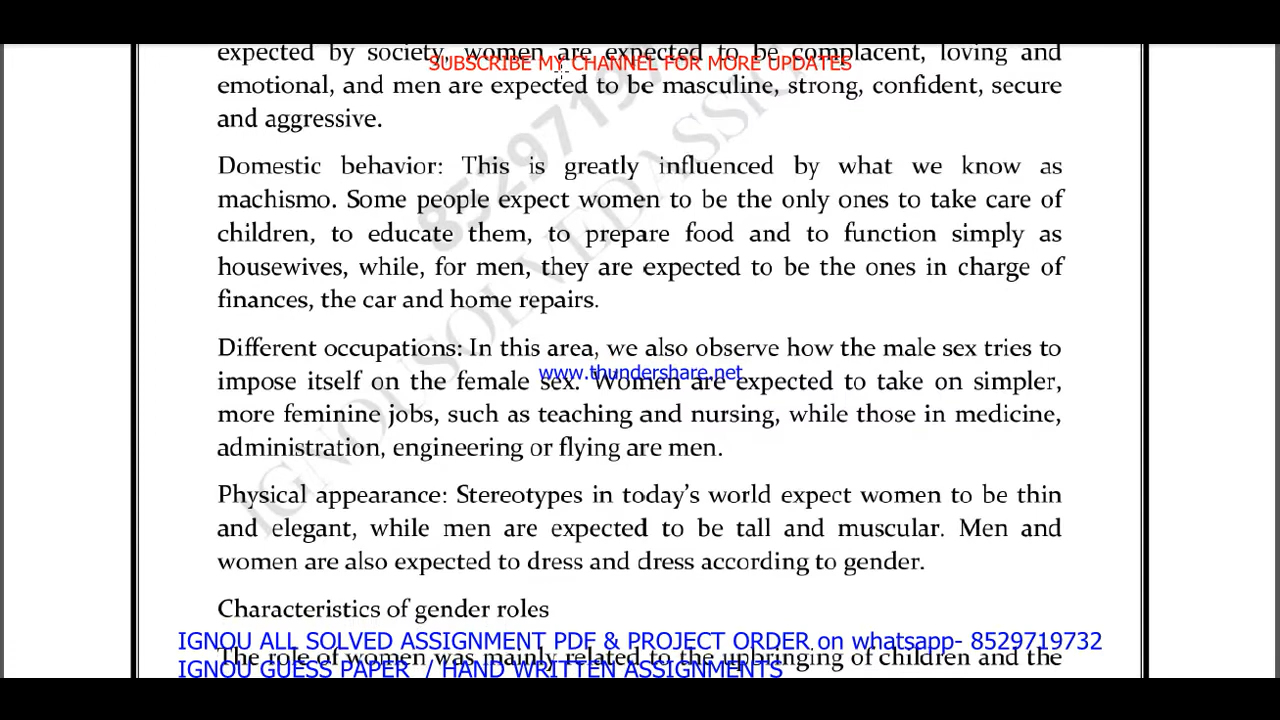 expected by society, women are expected to be complacent, loving and
SUBSCRIBE MY CHANNEL FOR MORE UPDATES
emotional, and men are expected to be masculine, strong, confident, secure
and aggressive.
Domestic behavior: This is greatly influenced by what we know as
machismo. Some people expect women to be the only ones to take care of
children, to educate them, to prepare food and to function simply as
housewives, while, for men, they are expected to be the ones in charge of
finances, the car and home repairs.
Different occupations: In this area, we also observe how the male sex tries to
www.thundershare.net
impose itself on the female sex. Women are expected to take on simpler,
more feminine jobs, such as teaching and nursing, while those in medicine,
administration, engineering or flying are men.
Physical appearance: Stereotypes in today's world expect women to be thin
and elegant, while men are expected to be tall and muscular. Men and
women are also expected to dress and dress according to gender.
Characteristics of gender roles
IGNOU ALL SOLVED ASSIGNMENT PDF & PROJECT ORDER on whatsapp- 8529719732
The role of women was mainly related to the upbringing of children and the
IGNOU GUESS PAPER / HAND WRITTEN ASSIGNMENTS